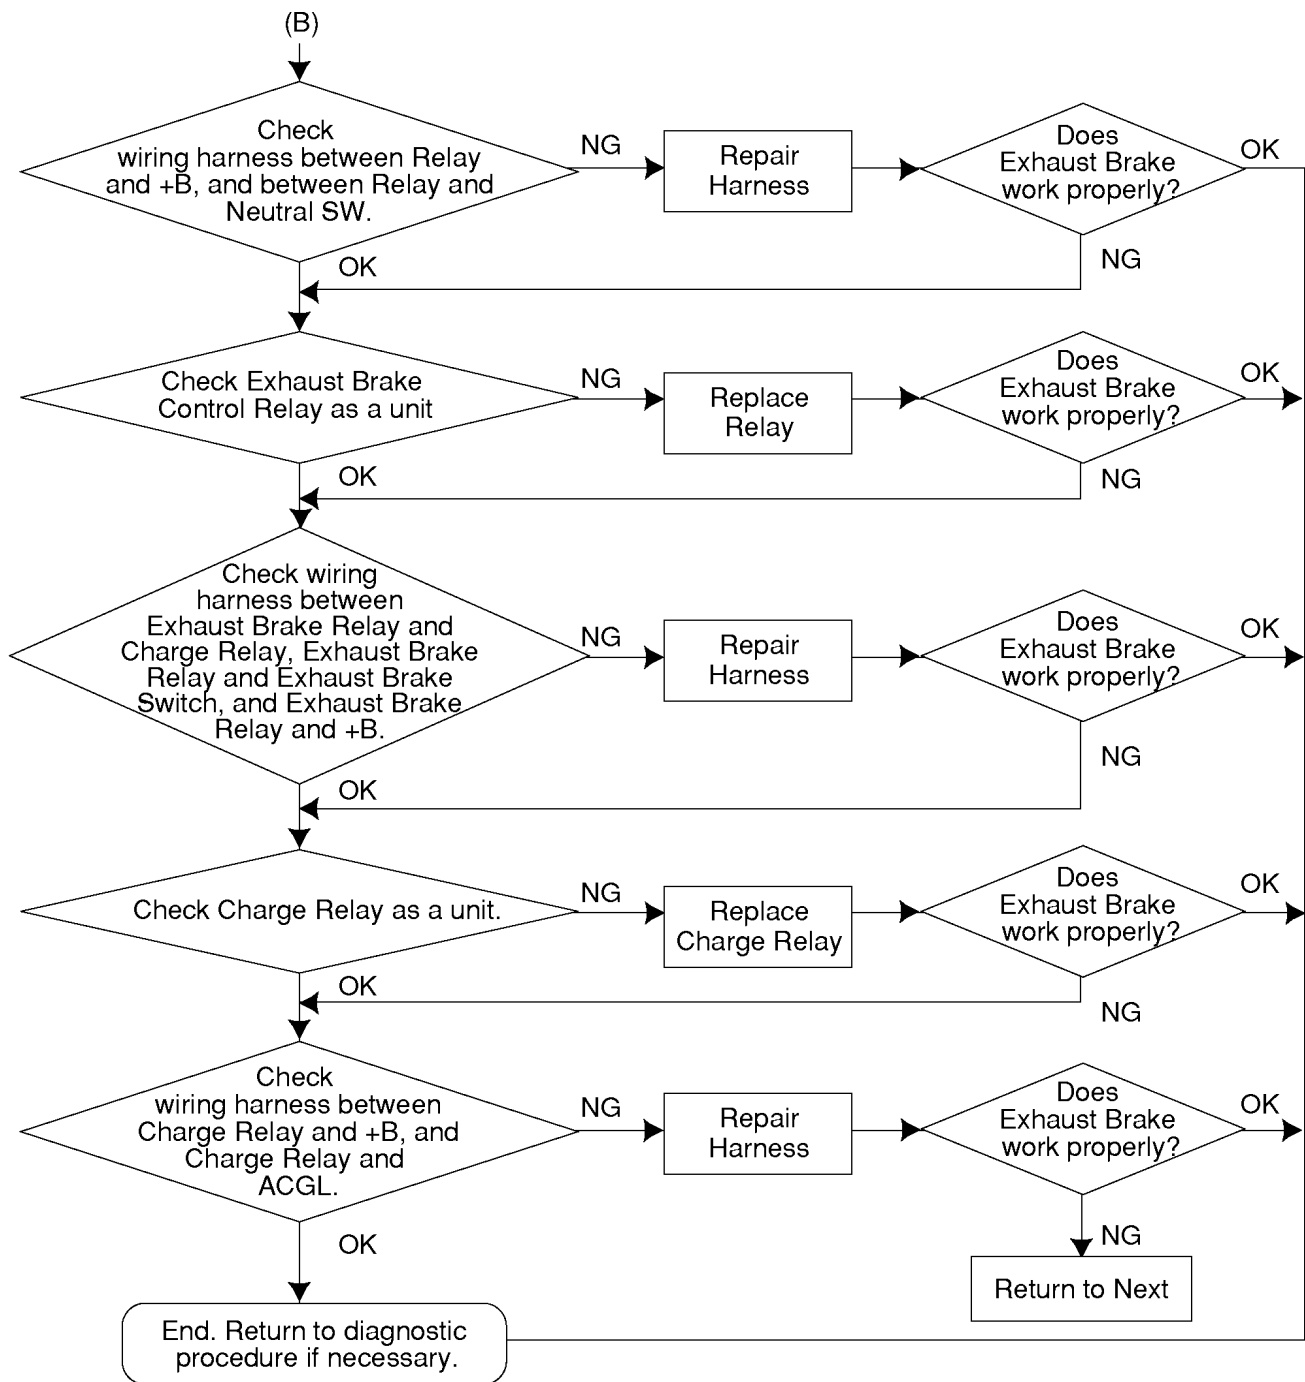 (B)
Check
wiring harness between Relay
and +B, and between Relay and
Neutral SW.
NG
Repair
Harness
Does
Exhaust Brake
work properly?
OK
OK
NG
Check Exhaust Brake
Control Relay as a unit
NG
Replace
Relay
Does
Exhaust Brake
work properly?
OK
OK
NG
Check wiring
harness between
Exhaust Brake Relay and
Charge Relay, Exhaust Brake
Relay and Exhaust Brake
Switch, and Exhaust Brake
Relay and +B.
NG
Repair
Harness
Does
Exhaust Brake
work properly?
OK
OK
NG
Check Charge Relay as a unit.
NG
Replace
Charge Relay
Does
Exhaust Brake
work properly?
OK
OK
NG
Check
wiring harness between
Charge Relay and +B, and
Charge Relay and
ACGL.
NG
Repair
Harness
Does
Exhaust Brake
work properly?
OK
OK
NG
Return to Next
End. Return to diagnostic
procedure if necessary.